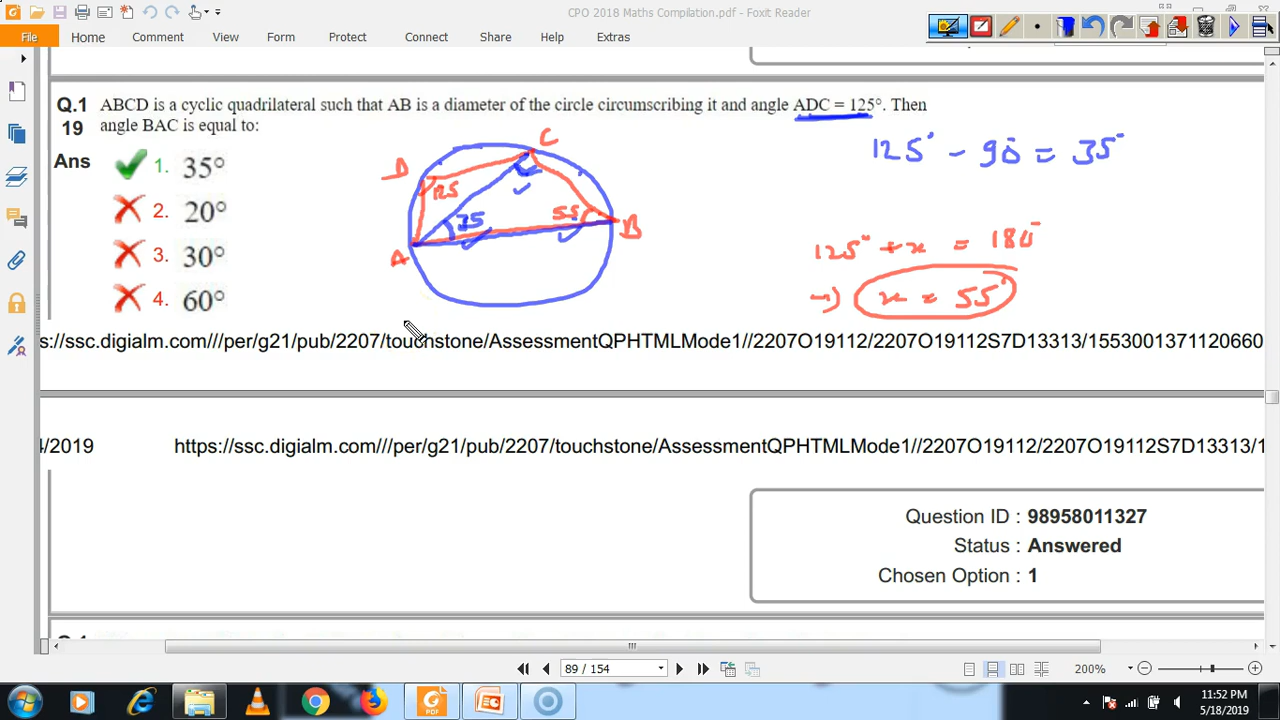 CPO 2018 Maths Compilation.pdf - Foxit Reader
File Home Comment View Form Protect Connect Share Help Extras
Q.1 ABCD is a cyclic quadrilateral such that AB is a diameter of the circle circumscribing it and angle ADC = 125°. Then
19 angle BAC is equal to:
Ans
1. 35°
2. 20°
3. 30°
4. 60°
C
D
125
35
55
A
B
125° - 90° = 35°
125° + x = 180°
⇒ x = 55°
s://ssc.digialm.com///per/g21/pub/2207/touchstone/AssessmentQPHTMLMode1//2207O19112/2207O19112S7D13313/1553001371120660
4/2019 https://ssc.digialm.com///per/g21/pub/2207/touchstone/AssessmentQPHTMLMode1//2207O19112/2207O19112S7D13313/1
Question ID : 98958011327
Status : Answered
Chosen Option : 1
89 / 154
200%
PDF
11:52 PM
5/18/2019